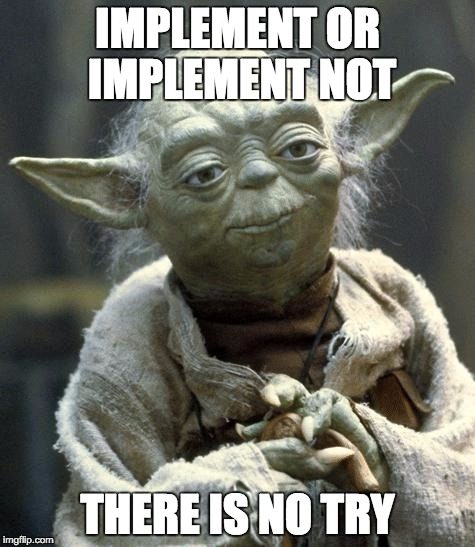 IMPLEMENT OR
IMPLEMENT NOT
THERE IS NO TRY
imgflip.com